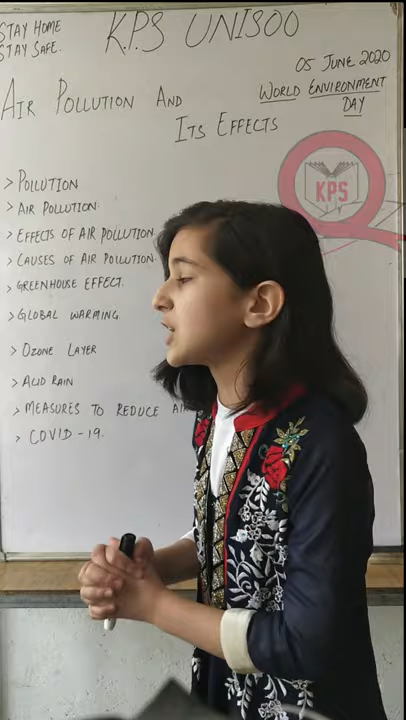 STAY HOME
STAY SAFE.
K.P.S UNISOO
05 JUNE 2020
WORLD ENVIRONMENT
DAY
AIR POLLUTION AND
ITS EFFECTS
KPS
> POLLUTION
> AIR POLLUTION.
> EFFECTS OF AIR POLLUTION
> CAUSES OF AIR POLLUTION.
> GREENHOUSE EFFECT.
> GLOBAL WARMING
> OZONE LAYER
> ACID RAIN
> MEASURES TO REDUCE AIR
> COVID-19.